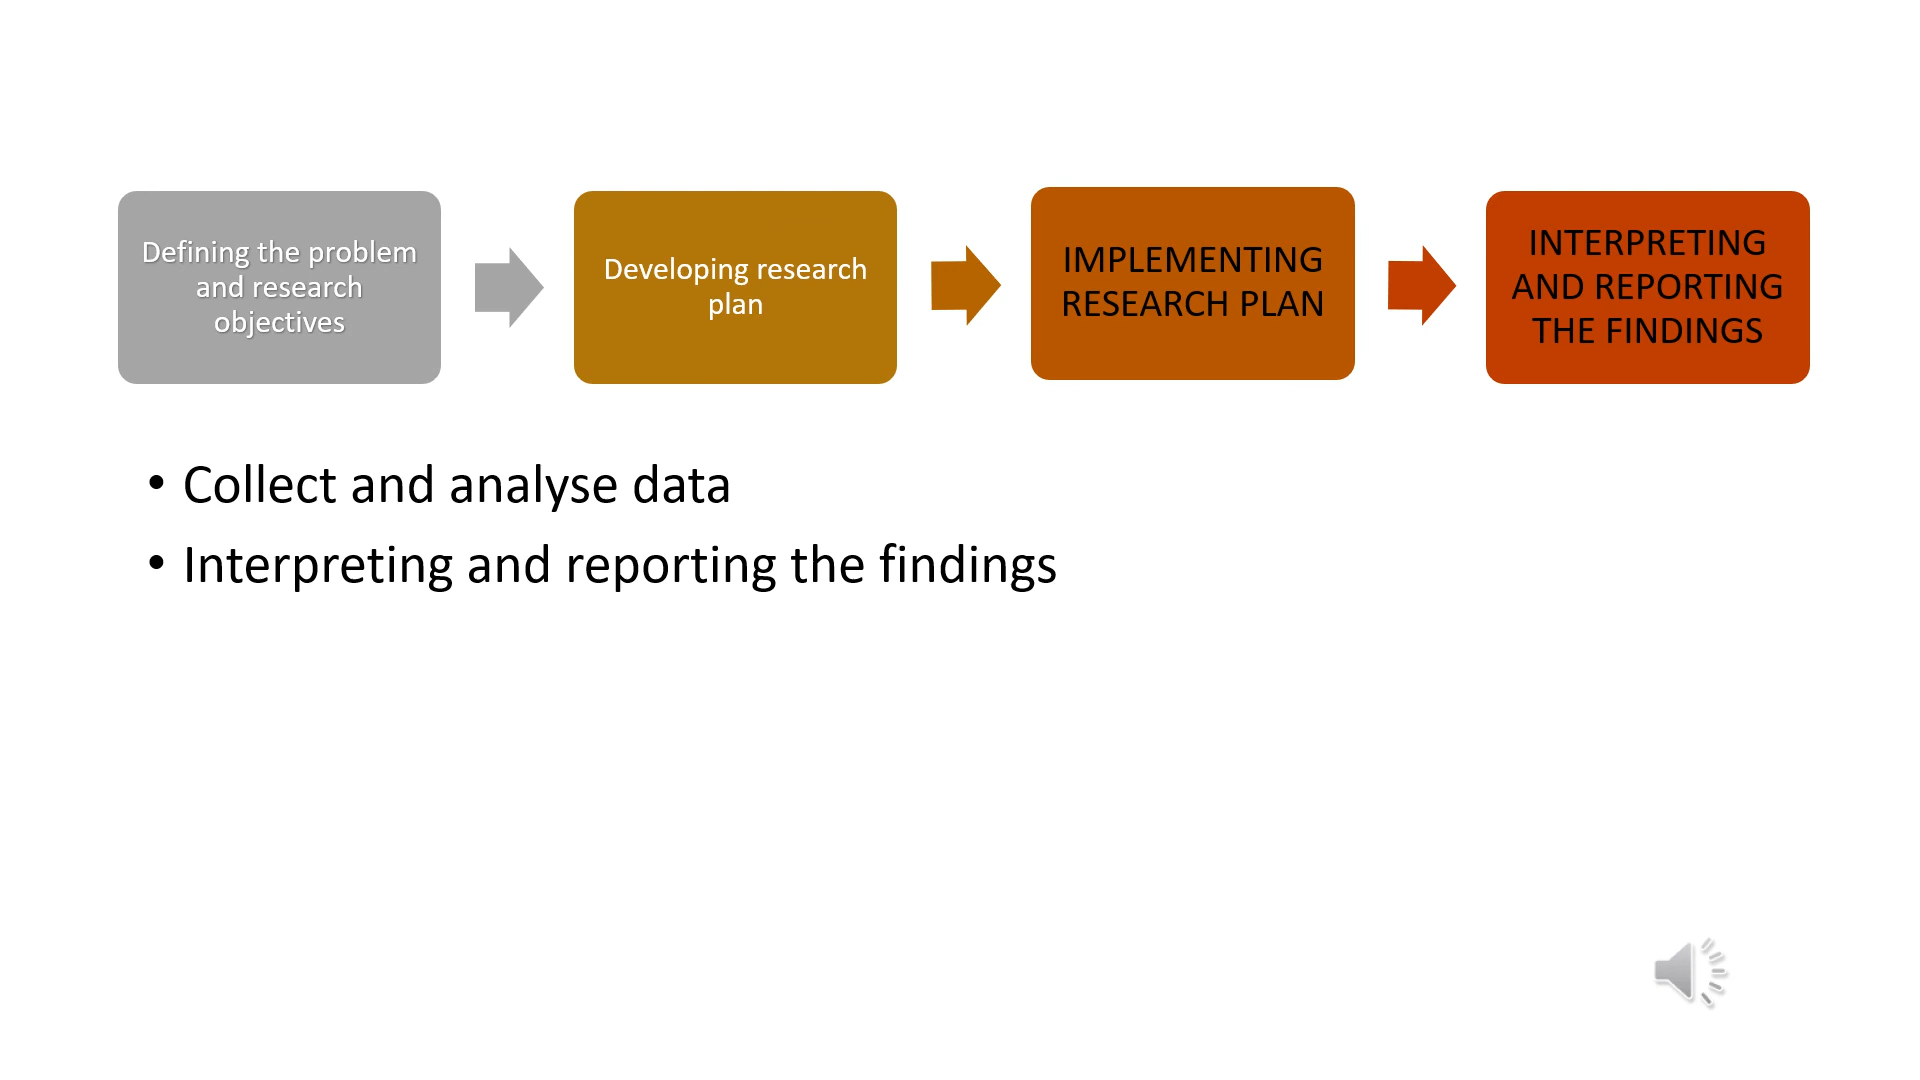 Defining the problem
and research
objectives
Developing research
plan
IMPLEMENTING
RESEARCH PLAN
INTERPRETING
AND REPORTING
THE FINDINGS
• Collect and analyse data
• Interpreting and reporting the findings